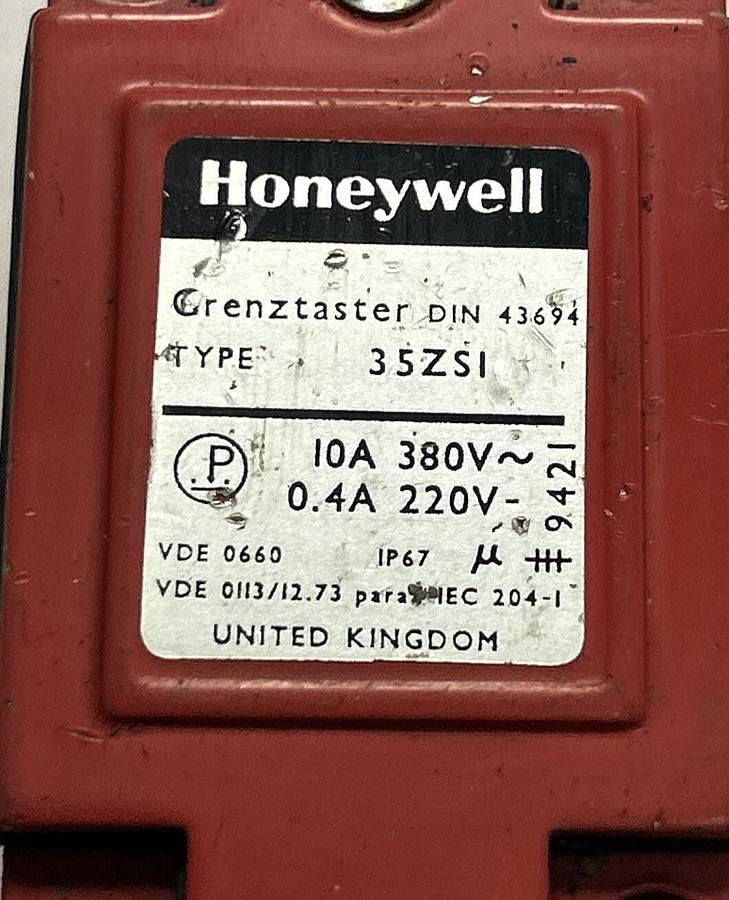 Honeywell
Grenztaster DIN 43694
TYPE 35ZS1
P 10A 380V~
0.4A 220V-
9421
VDE 0660 IP67 µ
VDE 0113/12.73 para IEC 204-1
UNITED KINGDOM